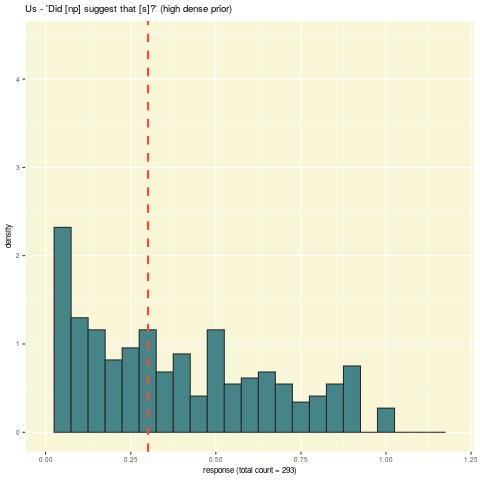 Us - 'Did [np] suggest that [s]?' (high dense prior)
4
3
2
1
0
density
0.00 0.25 0.50 0.75 1.00 1.25
response (total count = 293)